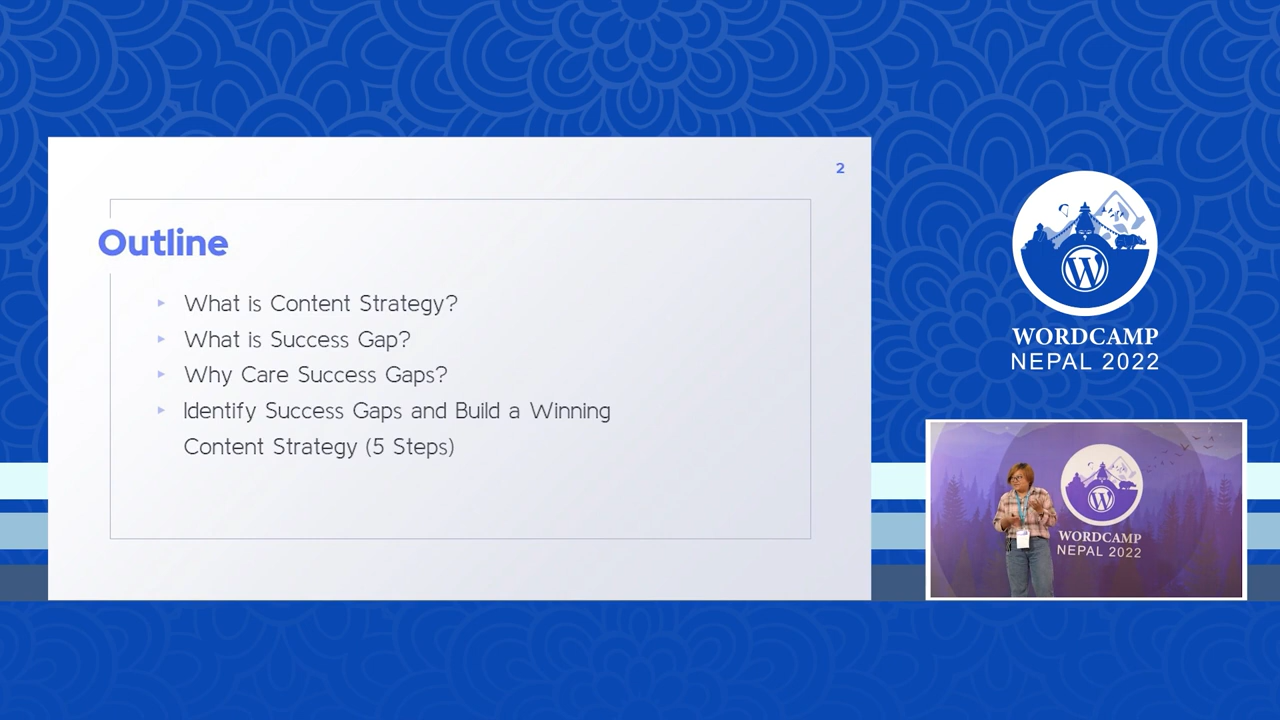 2
Outline
What is Content Strategy?
What is Success Gap?
Why Care Success Gaps?
Identify Success Gaps and Build a Winning
Content Strategy (5 Steps)
WORDCAMP
NEPAL 2022
WORDCAMP
NEPAL 2022